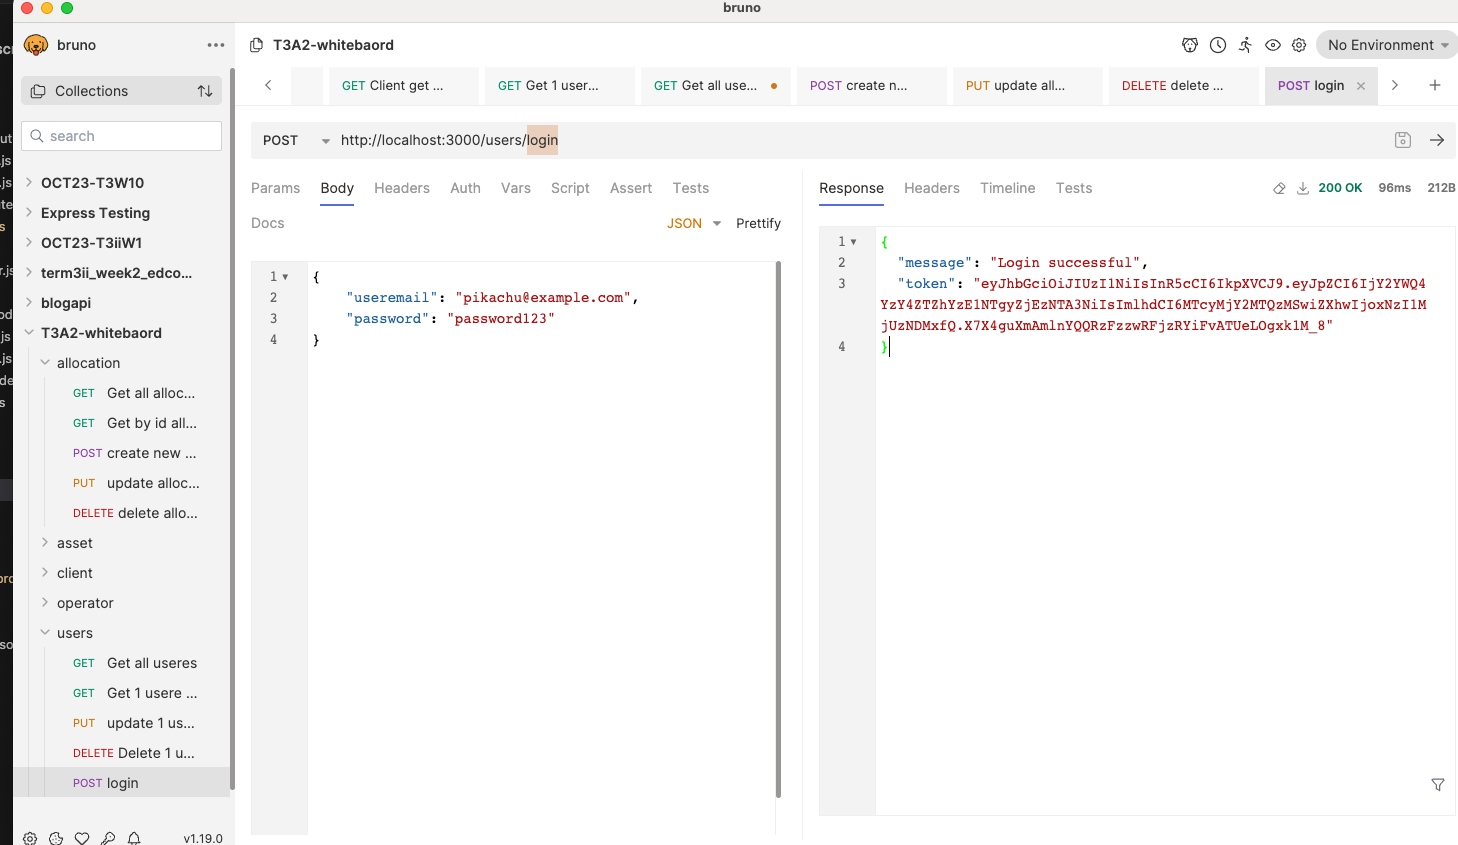 bruno
bruno
T3A2-whitebaord
No Environment
Collections
GET Client get ...
GET Get 1 user...
GET Get all use...
POST create n...
PUT update all...
DELETE delete ...
POST login
search
POST
http://localhost:3000/users/login
OCT23-T3W10
Express Testing
OCT23-T3iiW1
term3ii_week2_edco...
blogapi
T3A2-whitebaord
allocation
GET Get all alloc...
GET Get by id all...
POST create new ...
PUT update alloc...
DELETE delete allo...
asset
client
operator
users
GET Get all useres
GET Get 1 usere ...
PUT update 1 us...
DELETE Delete 1 u...
POST login
v1.19.0
Params Body Headers Auth Vars Script Assert Tests
Docs
JSON
Prettify
1 {
2 "useremail": "pikachu@example.com",
3 "password": "password123"
4 }
Response Headers Timeline Tests
200 OK 96ms 212B
1 {
2 "message": "Login successful",
3 "token": "eyJhbGciOiJIUzI1NiIsInR5cCI6IkpXVCJ9.eyJpZCI6IjY2YWQ4
YzY4ZTZhYzE1NTgyZjEzNTA3NiIsImlhdCI6MTcyMjY2MTQzMSwiZXhwIjoxNzI1M
jUzNDMxfQ.X7X4guXmAmlnYQQRzFzzwRFjzRYiFvATUeLOgxk1M_8"
4 }